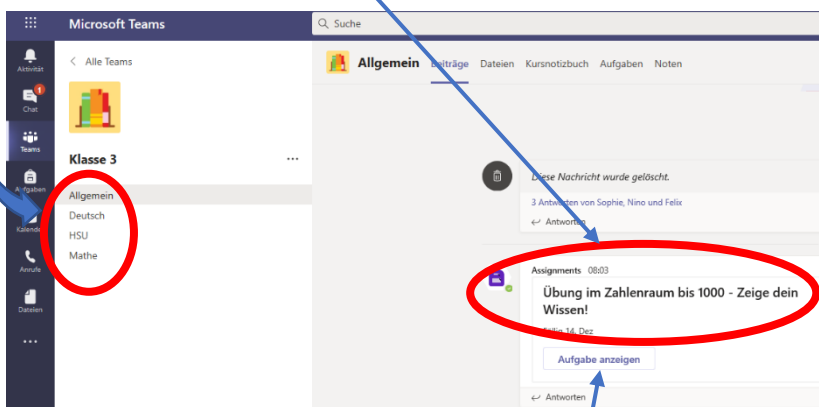 Microsoft Teams
Suche
Aktivität
Chat
1
Teams
Aufgaben
Kalender
Anrufe
Dateien
Alle Teams
Klasse 3
Allgemein
Deutsch
HSU
Mathe
Allgemein Beiträge Dateien Kursnotizbuch Aufgaben Noten
Diese Nachricht wurde gelöscht.
3 Antworten von Sophie, Nino und Felix
Antworten
Assignments 08:03
Übung im Zahlenraum bis 1000 - Zeige dein
Wissen!
Fällig 14. Dez
Aufgabe anzeigen
Antworten